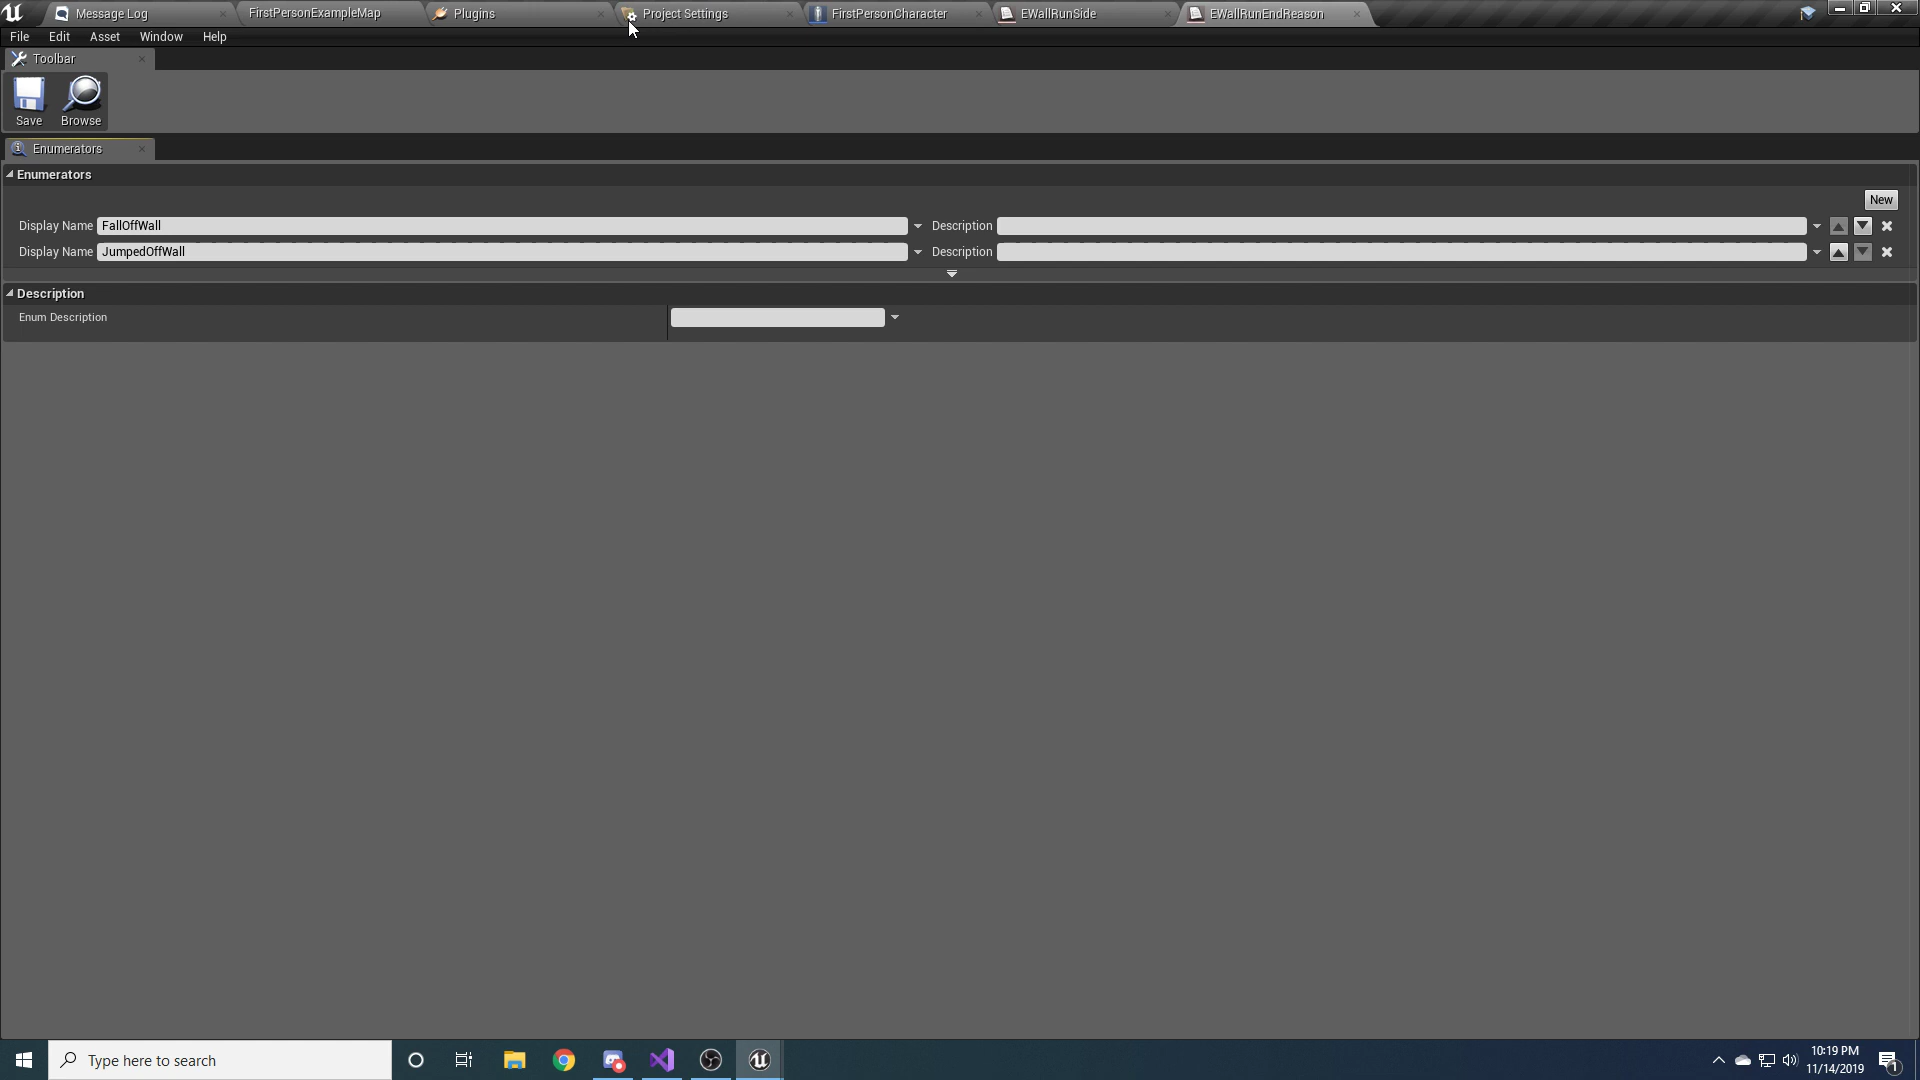 Message Log
FirstPersonExampleMap
Plugins
Project Settings
FirstPersonCharacter
EWallRunSide
EWallRunEndReason
File Edit Asset Window Help
Toolbar
Save Browse
Enumerators
Enumerators
New
Display Name FallOffWall Description
Display Name JumpedOffWall Description
Description
Enum Description
Type here to search
10:19 PM
11/14/2019
1